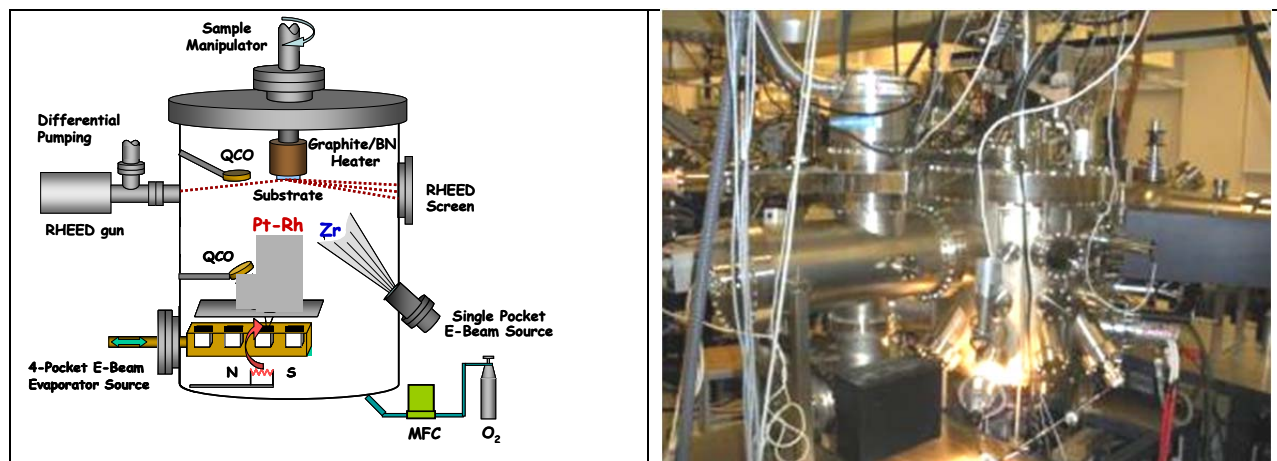 Sample
Manipulator
Differential
Pumping
QCO
Graphite/BN
Heater
Substrate
RHEED
Screen
RHEED gun
Pt-Rh
Zr
QCO
Single Pocket
E-Beam Source
4-Pocket E-Beam
Evaporator Source
N
S
MFC
O₂